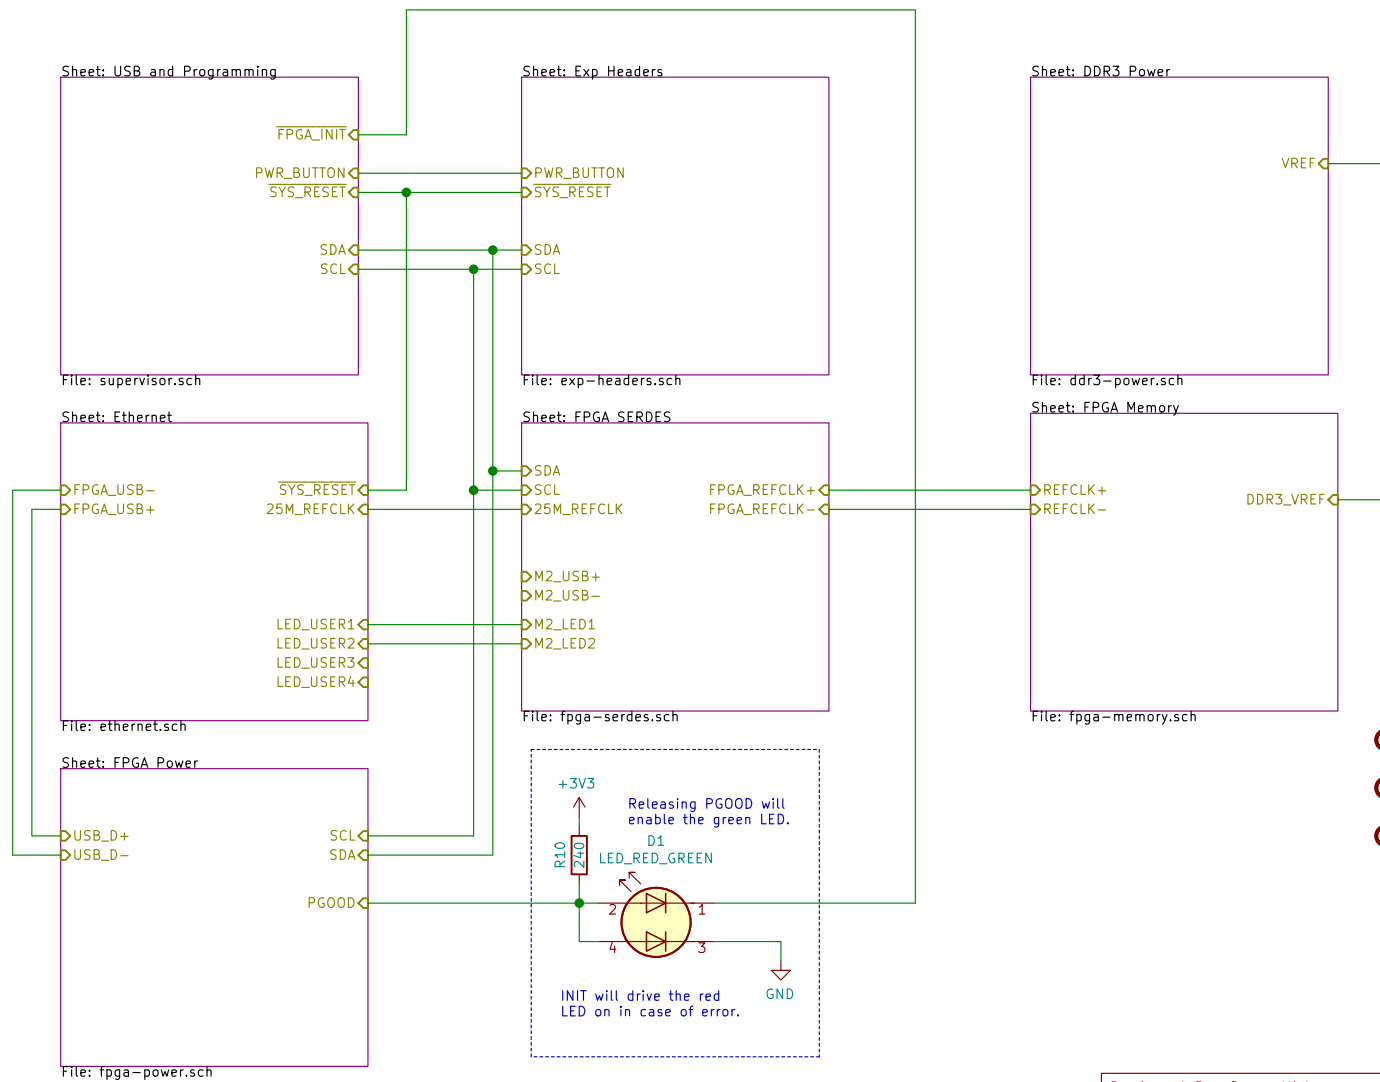 Sheet: USB and Programming
FPGA_INIT
PWR_BUTTON
SYS_RESET
SDA
SCL
File: supervisor.sch
Sheet: Exp Headers
PWR_BUTTON
SYS_RESET
SDA
SCL
File: exp-headers.sch
Sheet: DDR3 Power
VREF
File: ddr3-power.sch
Sheet: Ethernet
FPGA_USB-
FPGA_USB+
SYS_RESET
25M_REFCLK
LED_USER1
LED_USER2
LED_USER3
LED_USER4
File: ethernet.sch
Sheet: FPGA SERDES
SDA
SCL
25M_REFCLK
M2_USB+
M2_USB-
M2_LED1
M2_LED2
FPGA_REFCLK+
FPGA_REFCLK-
File: fpga-serdes.sch
Sheet: FPGA Memory
REFCLK+
REFCLK-
DDR3_VREF
File: fpga-memory.sch
Sheet: FPGA Power
USB_D+
USB_D-
SCL
SDA
PGOOD
File: fpga-power.sch
+3V3
Releasing PGOOD will
enable the green LED.
R10
240
D1
LED_RED_GREEN
2
1
4
3
GND
INIT will drive the red
LED on in case of error.